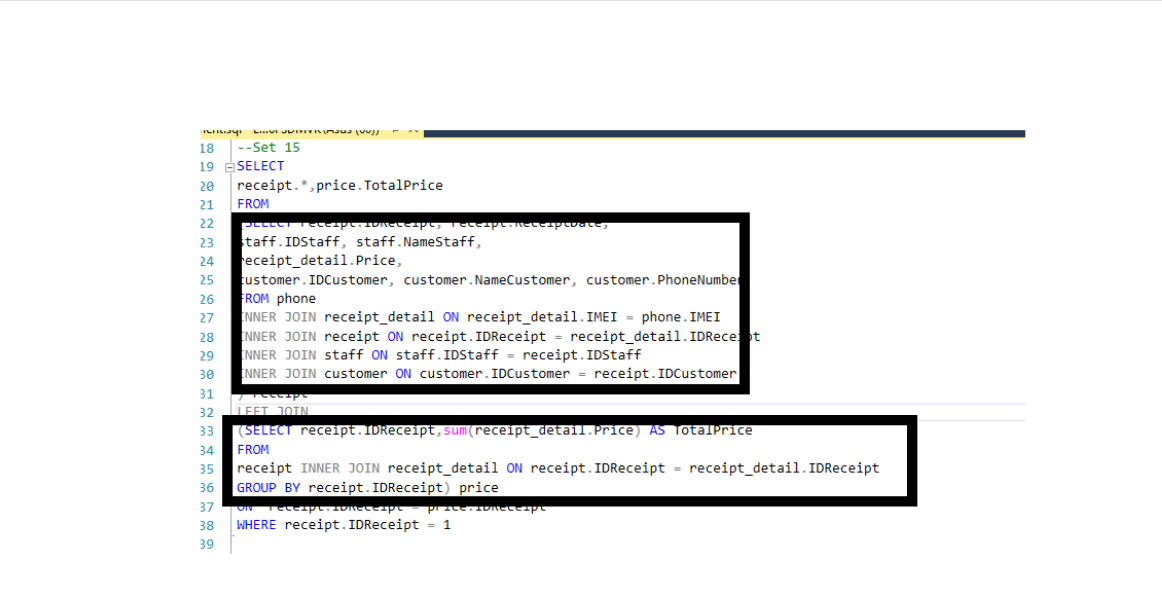 18 --Set 15
19 SELECT
20 receipt.*,price.TotalPrice
21 FROM
22 (SELECT receipt.IDReceipt, receipt.ReceiptDate,
23 staff.IDStaff, staff.NameStaff,
24 receipt_detail.Price,
25 customer.IDCustomer, customer.NameCustomer, customer.PhoneNumber
26 FROM phone
27 INNER JOIN receipt_detail ON receipt_detail.IMEI = phone.IMEI
28 INNER JOIN receipt ON receipt.IDReceipt = receipt_detail.IDReceipt
29 INNER JOIN staff ON staff.IDStaff = receipt.IDStaff
30 INNER JOIN customer ON customer.IDCustomer = receipt.IDCustomer
31 ) receipt
32 LEFT JOIN
33 (SELECT receipt.IDReceipt,sum(receipt_detail.Price) AS TotalPrice
34 FROM
35 receipt INNER JOIN receipt_detail ON receipt.IDReceipt = receipt_detail.IDReceipt
36 GROUP BY receipt.IDReceipt) price
37 ON receipt.IDReceipt = price.IDReceipt
38 WHERE receipt.IDReceipt = 1
39